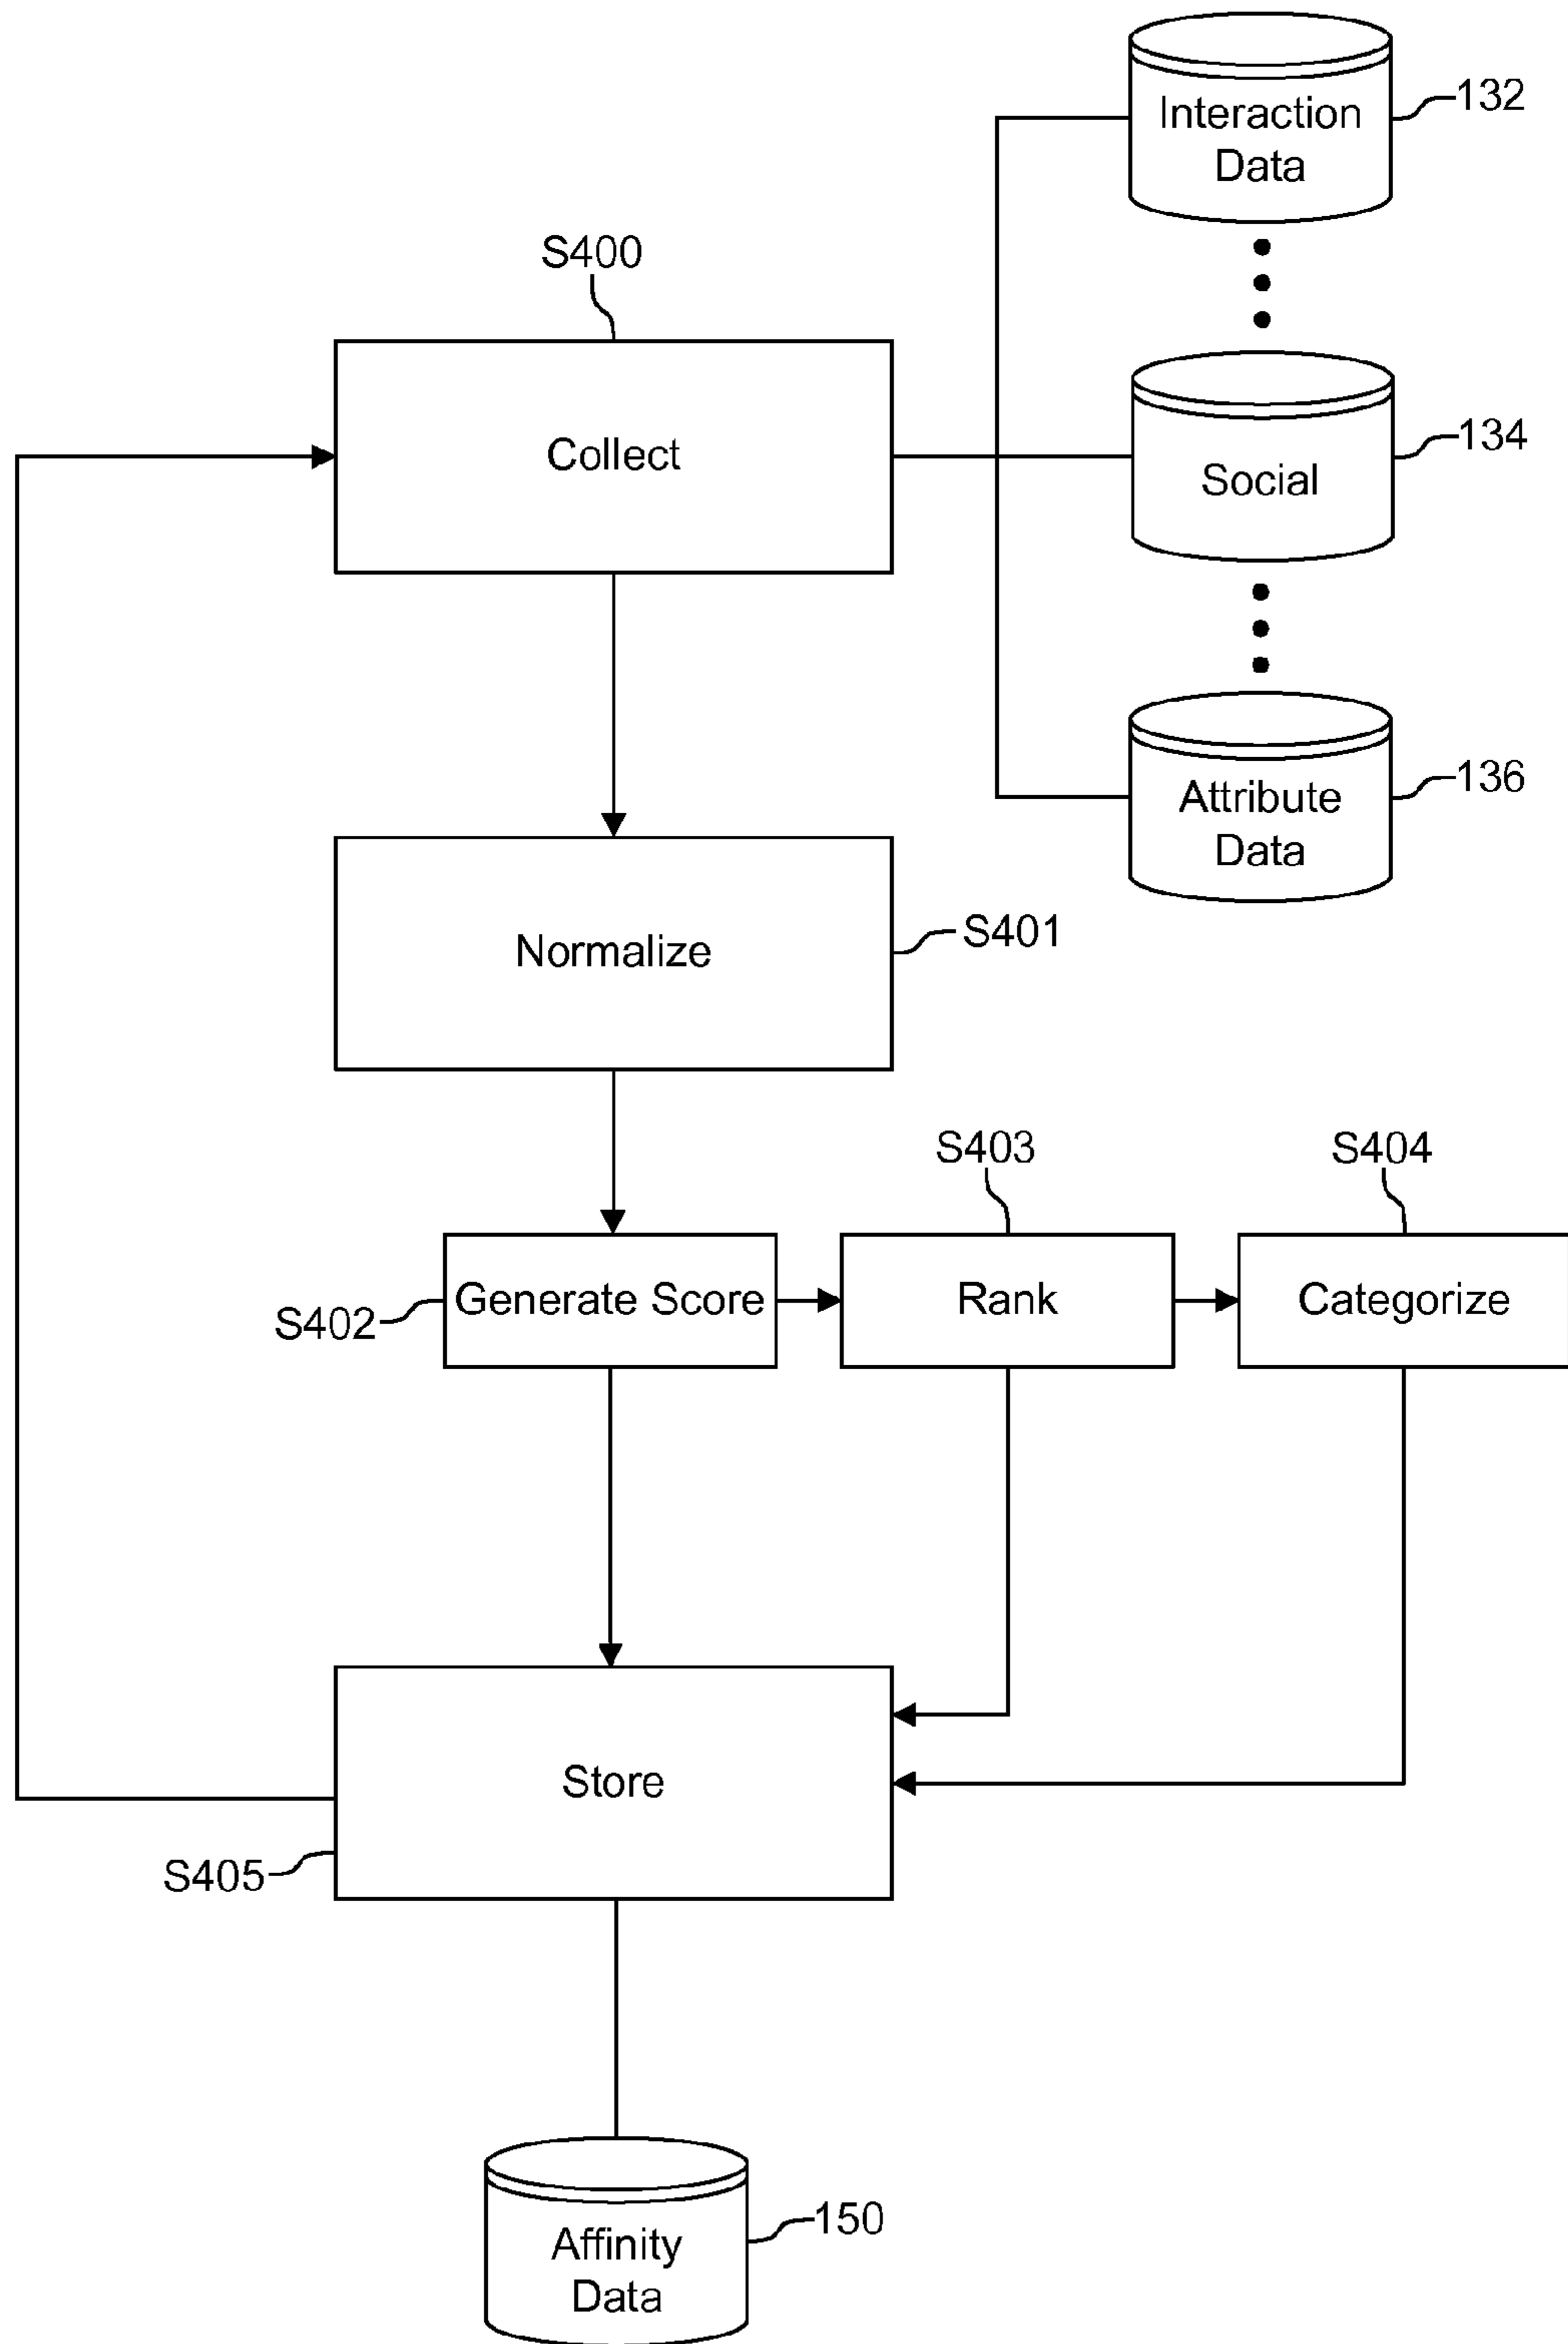 Interaction
Data
132
S400
Collect
Social
134
Attribute
Data
136
Normalize
S401
S403
S404
S402
Generate Score
Rank
Categorize
Store
S405
Affinity
Data
150